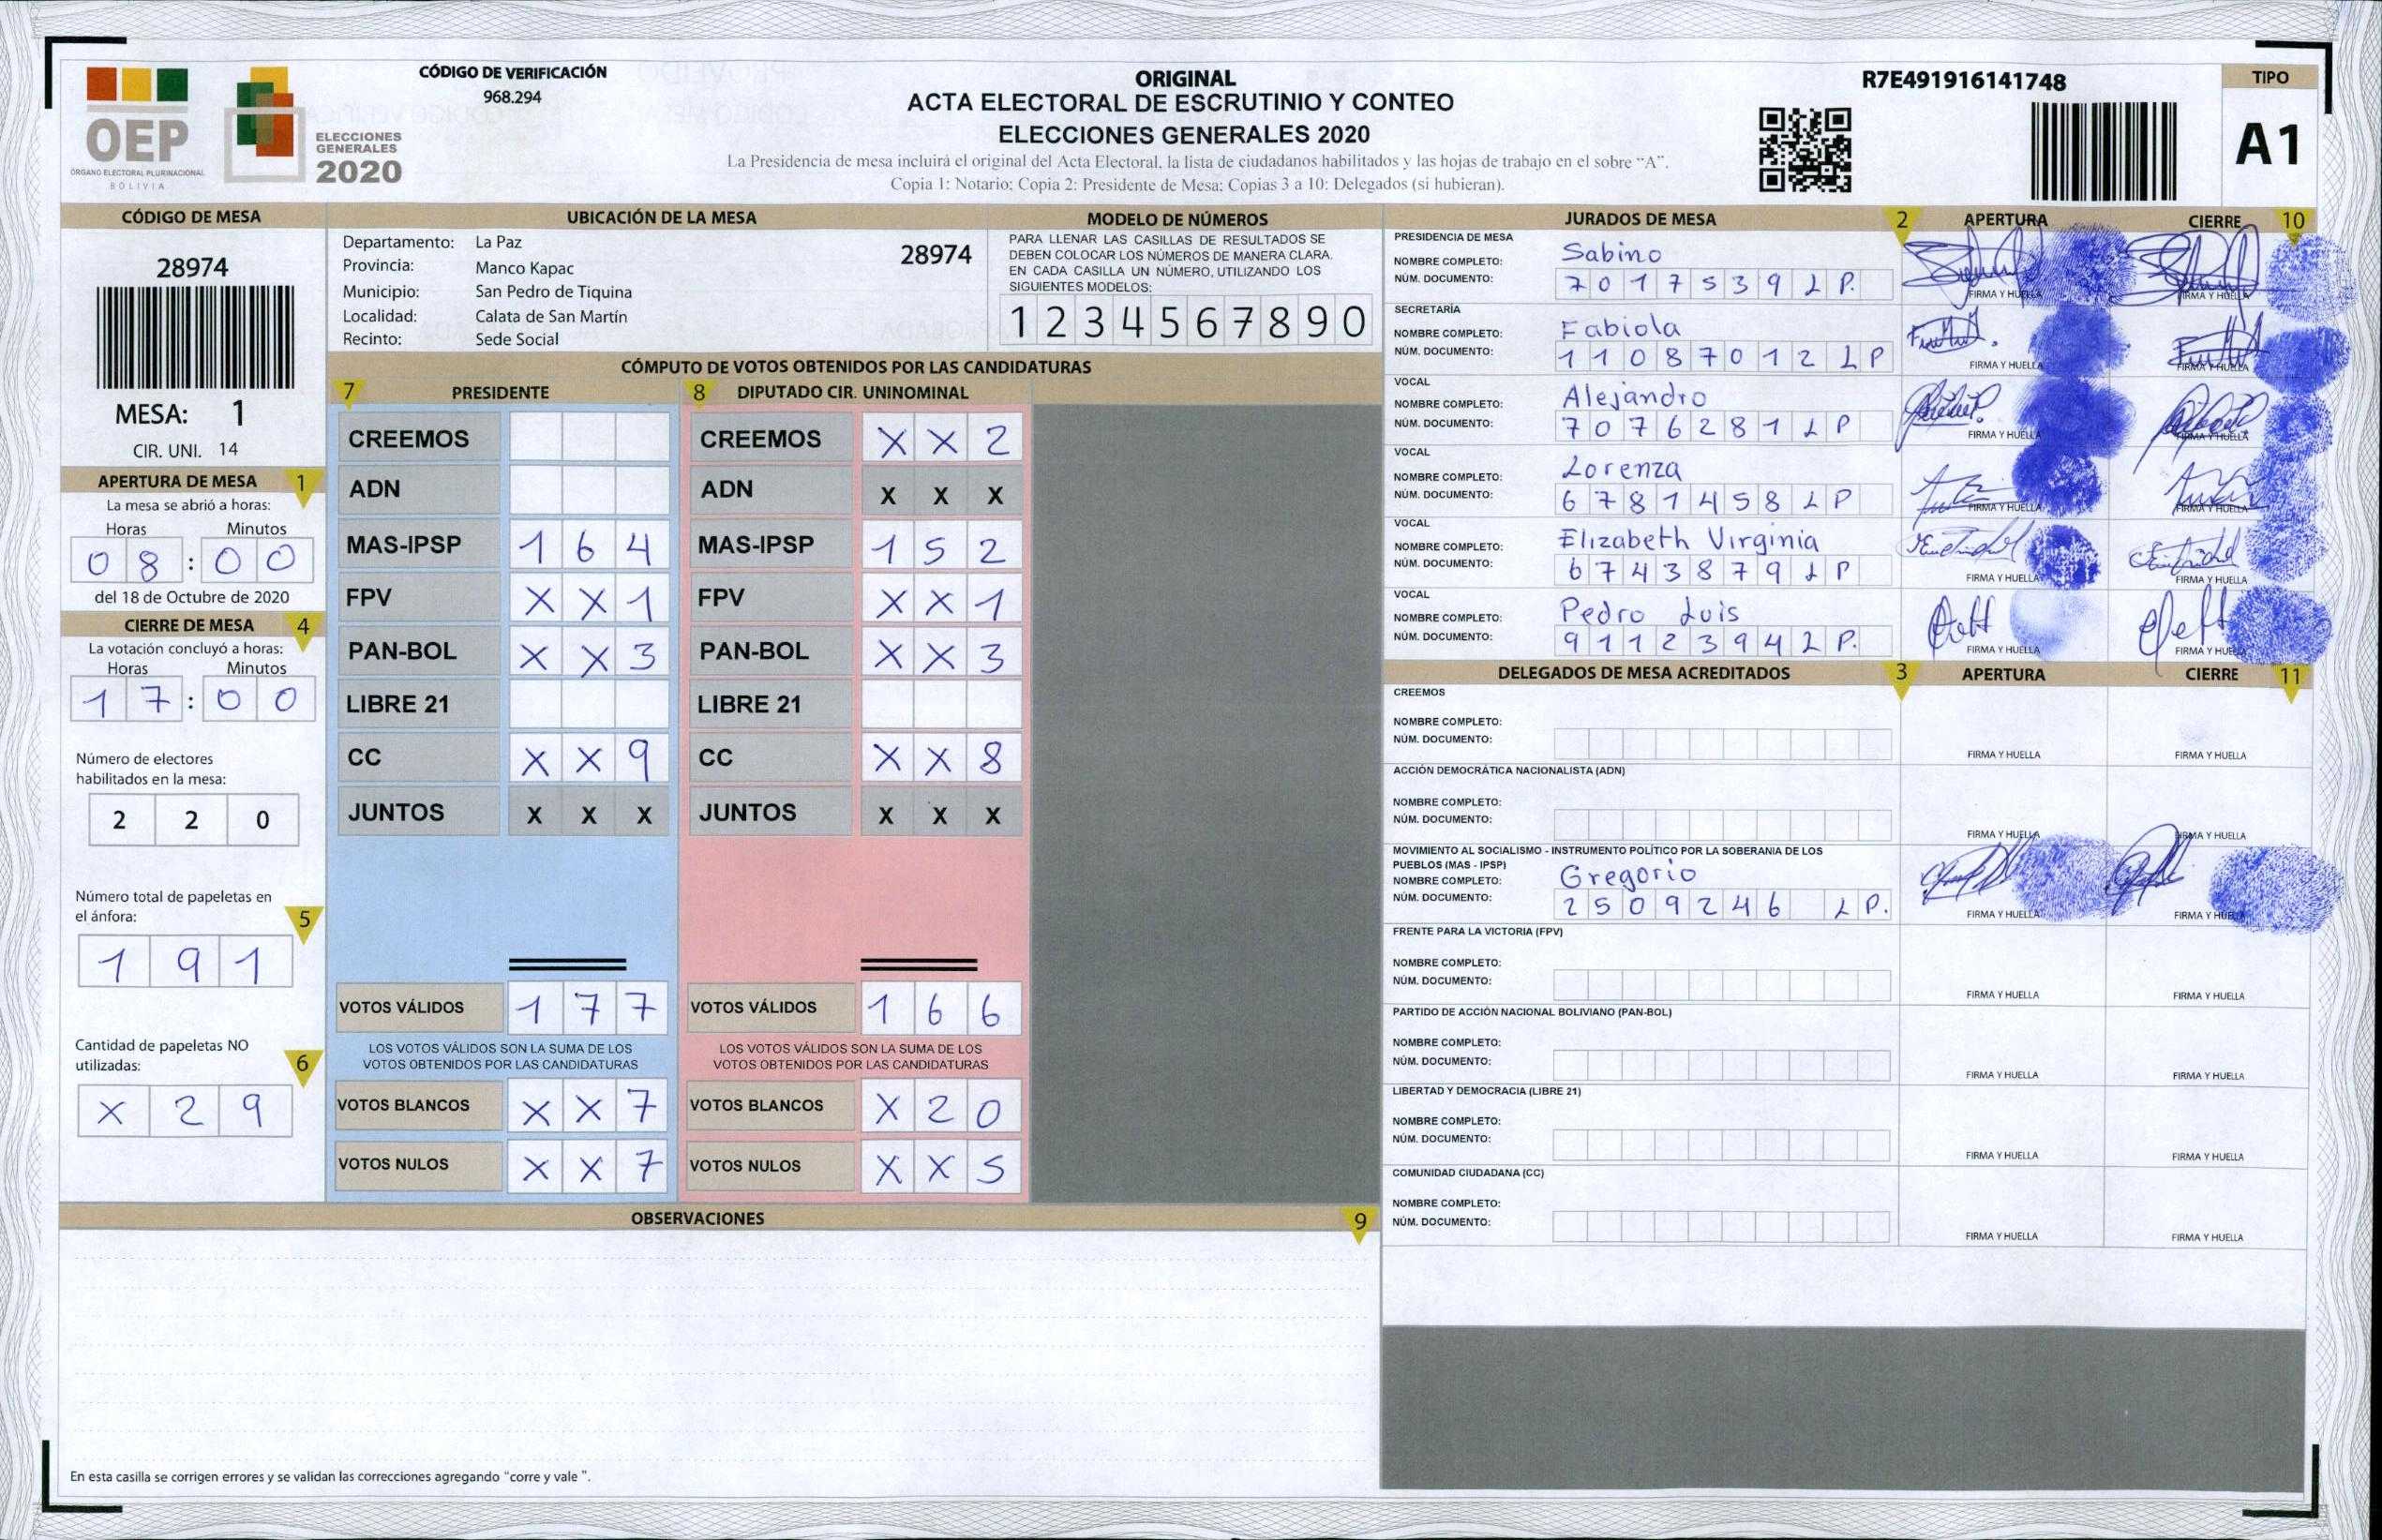 OEP
ÓRGANO ELECTORAL PLURINACIONAL
BOLIVIA
ELECCIONES
GENERALES
2020
CÓDIGO DE VERIFICACIÓN
968.294
ORIGINAL
ACTA ELECTORAL DE ESCRUTINIO Y CONTEO
ELECCIONES GENERALES 2020
La Presidencia de mesa incluirá el original del Acta Electoral, la lista de ciudadanos habilitados y las hojas de trabajo en el sobre "A".
Copia 1: Notario; Copia 2: Presidente de Mesa; Copias 3 a 10: Delegados (si hubieran).
R7E491916141748
TIPO
A1
CÓDIGO DE MESA
28974
MESA: 1
CIR. UNI. 14
APERTURA DE MESA 1
La mesa se abrió a horas:
Horas Minutos
0 8 : 0 0
del 18 de Octubre de 2020
CIERRE DE MESA 4
La votación concluyó a horas:
Horas Minutos
1 7 : 0 0
Número de electores
habilitados en la mesa:
2 2 0
Número total de papeletas en
el ánfora: 5
1 9 1
Cantidad de papeletas NO
utilizadas: 6
X 2 9
UBICACIÓN DE LA MESA
Departamento: La Paz
28974
Provincia: Manco Kapac
Municipio: San Pedro de Tiquina
Localidad: Calata de San Martín
Recinto: Sede Social
MODELO DE NÚMEROS
PARA LLENAR LAS CASILLAS DE RESULTADOS SE
DEBEN COLOCAR LOS NÚMEROS DE MANERA CLARA.
EN CADA CASILLA UN NÚMERO, UTILIZANDO LOS
SIGUIENTES MODELOS:
1 2 3 4 5 6 7 8 9 0
CÓMPUTO DE VOTOS OBTENIDOS POR LAS CANDIDATURAS
7 PRESIDENTE
CREEMOS
ADN
MAS-IPSP 1 6 4
FPV X X 1
PAN-BOL X X 3
LIBRE 21
CC X X 9
JUNTOS X X X
VOTOS VÁLIDOS 1 7 7
LOS VOTOS VÁLIDOS SON LA SUMA DE LOS
VOTOS OBTENIDOS POR LAS CANDIDATURAS
VOTOS BLANCOS X X 7
VOTOS NULOS X X 7
8 DIPUTADO CIR. UNINOMINAL
CREEMOS X X 2
ADN X X X
MAS-IPSP 1 5 2
FPV X X 1
PAN-BOL X X 3
LIBRE 21
CC X X 8
JUNTOS X X X
VOTOS VÁLIDOS 1 6 6
LOS VOTOS VÁLIDOS SON LA SUMA DE LOS
VOTOS OBTENIDOS POR LAS CANDIDATURAS
VOTOS BLANCOS X 2 0
VOTOS NULOS X X 5
OBSERVACIONES 9
En esta casilla se corrigen errores y se validan las correcciones agregando "corre y vale ".
JURADOS DE MESA 2 APERTURA CIERRE 10
PRESIDENCIA DE MESA
NOMBRE COMPLETO: Sabino
NÚM. DOCUMENTO: 7 0 1 7 5 3 9 L P.
FIRMA Y HUELLA FIRMA Y HUELLA
SECRETARÍA
NOMBRE COMPLETO: Fabiola
NÚM. DOCUMENTO: 1 1 0 8 7 0 1 2 L P
FIRMA Y HUELLA FIRMA Y HUELLA
VOCAL
NOMBRE COMPLETO: Alejandro
NÚM. DOCUMENTO: 7 0 7 6 2 8 1 L P
FIRMA Y HUELLA FIRMA Y HUELLA
VOCAL
NOMBRE COMPLETO: Lorenza
NÚM. DOCUMENTO: 6 7 8 1 4 5 8 L P
FIRMA Y HUELLA FIRMA Y HUELLA
VOCAL
NOMBRE COMPLETO: Elizabeth Virginia
NÚM. DOCUMENTO: 6 7 4 3 8 7 9 L P
FIRMA Y HUELLA FIRMA Y HUELLA
VOCAL
NOMBRE COMPLETO: Pedro Luis
NÚM. DOCUMENTO: 9 1 1 2 3 9 4 L P.
FIRMA Y HUELLA FIRMA Y HUELLA
DELEGADOS DE MESA ACREDITADOS 3 APERTURA CIERRE 11
CREEMOS
NOMBRE COMPLETO:
NÚM. DOCUMENTO:
FIRMA Y HUELLA FIRMA Y HUELLA
ACCIÓN DEMOCRÁTICA NACIONALISTA (ADN)
NOMBRE COMPLETO:
NÚM. DOCUMENTO:
FIRMA Y HUELLA FIRMA Y HUELLA
MOVIMIENTO AL SOCIALISMO - INSTRUMENTO POLÍTICO POR LA SOBERANIA DE LOS
PUEBLOS (MAS - IPSP)
NOMBRE COMPLETO: Gregorio
NÚM. DOCUMENTO: 2 5 0 9 2 4 6 L P.
FIRMA Y HUELLA FIRMA Y HUELLA
FRENTE PARA LA VICTORIA (FPV)
NOMBRE COMPLETO:
NÚM. DOCUMENTO:
FIRMA Y HUELLA FIRMA Y HUELLA
PARTIDO DE ACCIÓN NACIONAL BOLIVIANO (PAN-BOL)
NOMBRE COMPLETO:
NÚM. DOCUMENTO:
FIRMA Y HUELLA FIRMA Y HUELLA
LIBERTAD Y DEMOCRACIA (LIBRE 21)
NOMBRE COMPLETO:
NÚM. DOCUMENTO:
FIRMA Y HUELLA FIRMA Y HUELLA
COMUNIDAD CIUDADANA (CC)
NOMBRE COMPLETO:
NÚM. DOCUMENTO:
FIRMA Y HUELLA FIRMA Y HUELLA